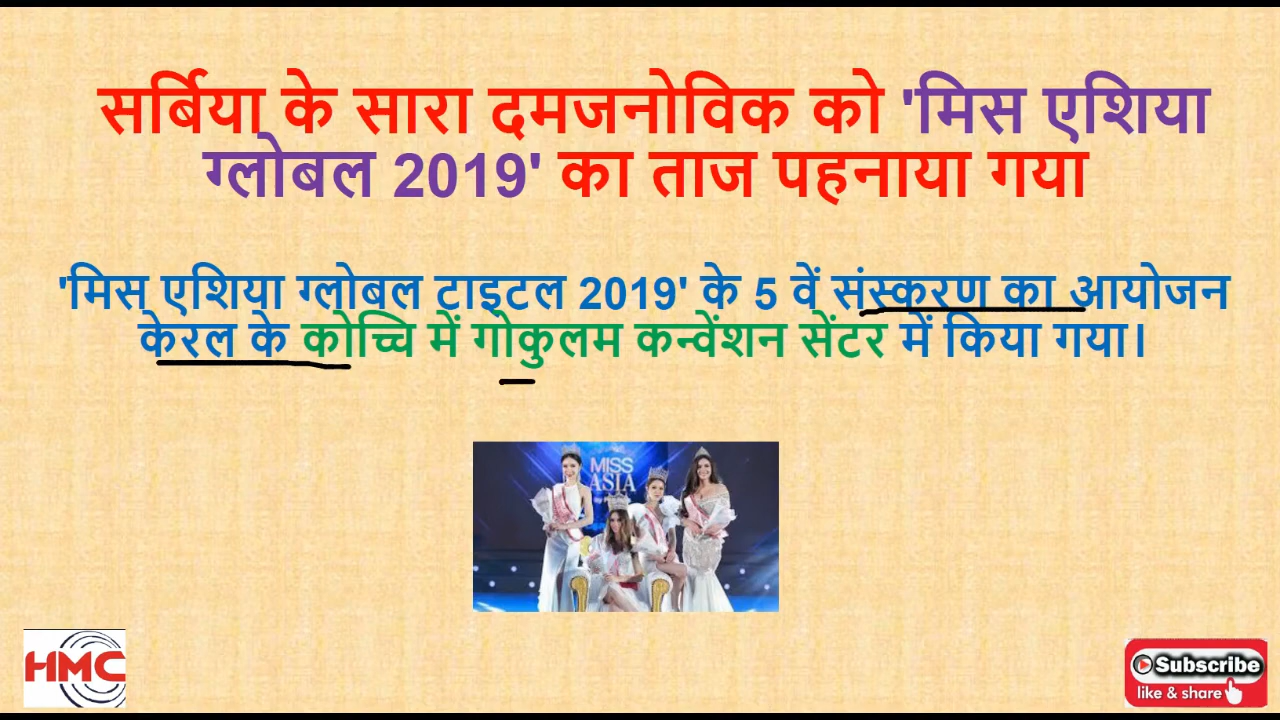 सर्बिया के सारा दमजनोविक को 'मिस एशिया
ग्लोबल 2019' का ताज पहनाया गया
'मिस एशिया ग्लोबल टाइटल 2019' के 5 वें संस्करण का आयोजन
केरल के कोच्चि में गोकुलम कन्वेंशन सेंटर में किया गया।
MISS
ASIA
HMC
Subscribe
like & share